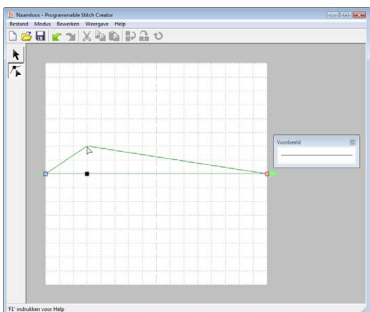 Naamloos - Programmable Stitch Creator
Bestand Modus Bewerken Weergave Help
Voorbeeld
'F1' indrukken voor Help